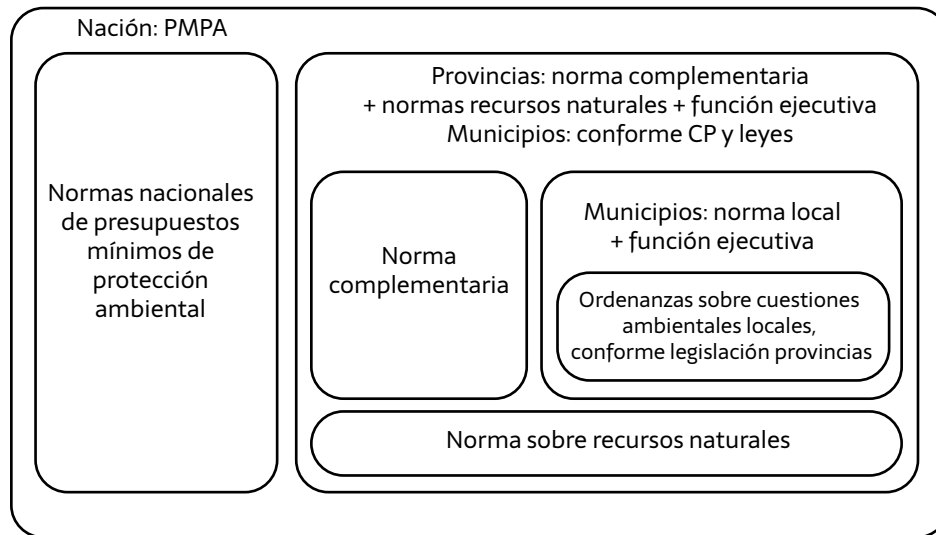 Nación: PMPA
Normas nacionales
de presupuestos
mínimos de
protección
ambiental
Provincias: norma complementaria
+ normas recursos naturales + función ejecutiva
Municipios: conforme CP y leyes
Norma
complementaria
Municipios: norma local
+ función ejecutiva
Ordenanzas sobre cuestiones
ambientales locales,
conforme legislación provincias
Norma sobre recursos naturales